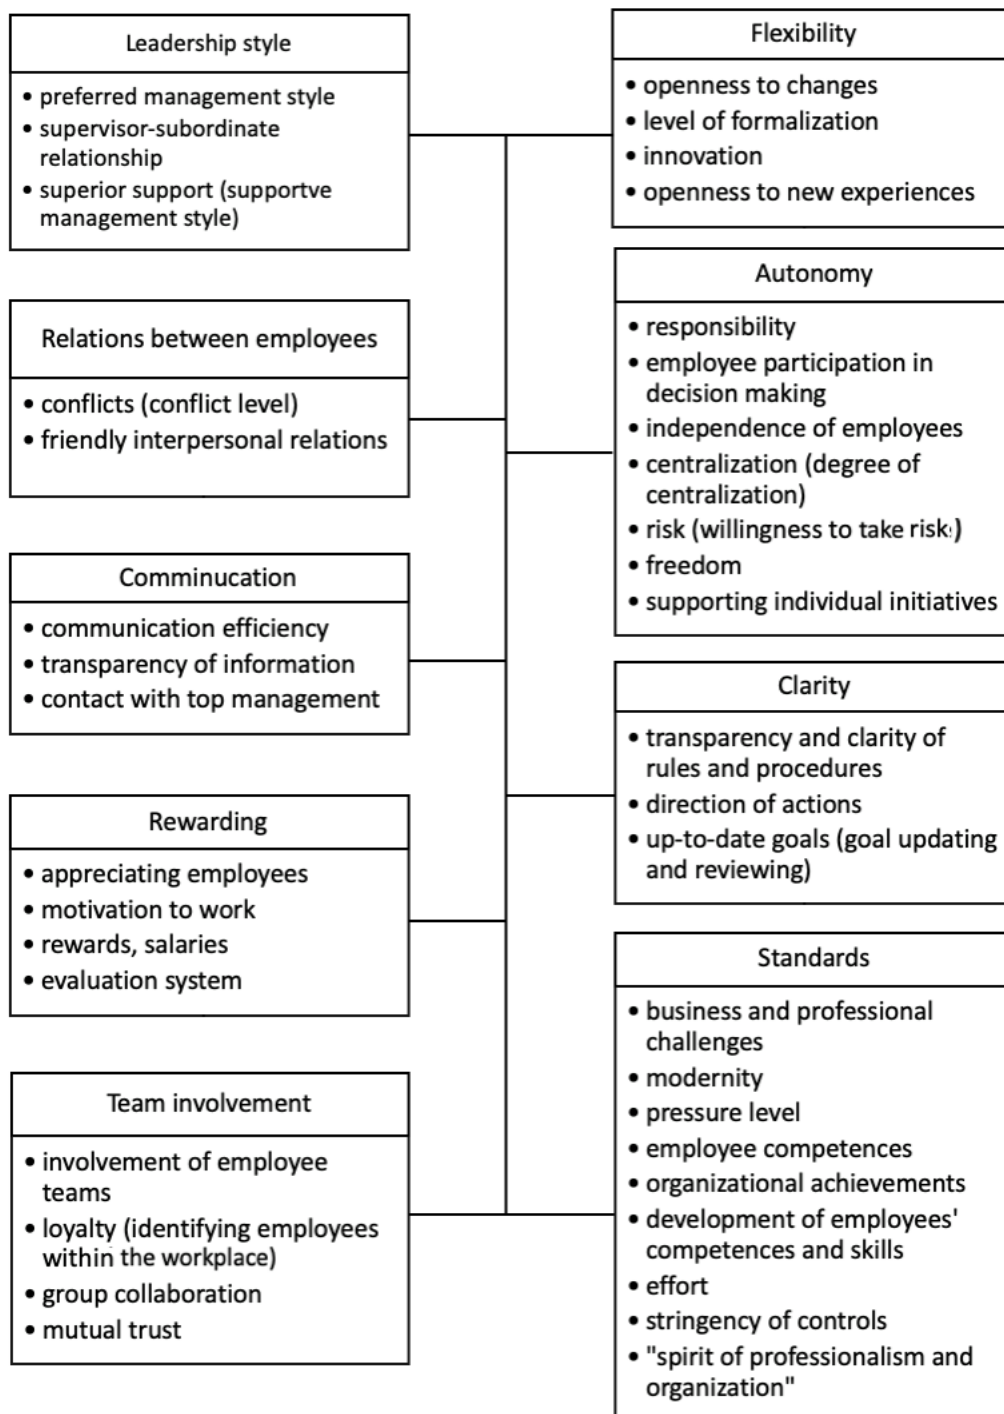 Leadership style
• preferred management style
• supervisor-subordinate
relationship
• superior support (supportve
management style)
Relations between employees
• conflicts (conflict level)
• friendly interpersonal relations
Comminucation
• communication efficiency
• transparency of information
• contact with top management
Rewarding
• appreciating employees
• motivation to work
• rewards, salaries
• evaluation system
Team involvement
• involvement of employee
teams
• loyalty (identifying employees
within the workplace)
• group collaboration
• mutual trust
Flexibility
• openness to changes
• level of formalization
• innovation
• openness to new experiences
Autonomy
• responsibility
• employee participation in
decision making
• independence of employees
• centralization (degree of
centralization)
• risk (willingness to take risk)
• freedom
• supporting individual initiatives
Clarity
• transparency and clarity of
rules and procedures
• direction of actions
• up-to-date goals (goal updating
and reviewing)
Standards
• business and professional
challenges
• modernity
• pressure level
• employee competences
• organizational achievements
• development of employees'
competences and skills
• effort
• stringency of controls
• "spirit of professionalism and
organization"